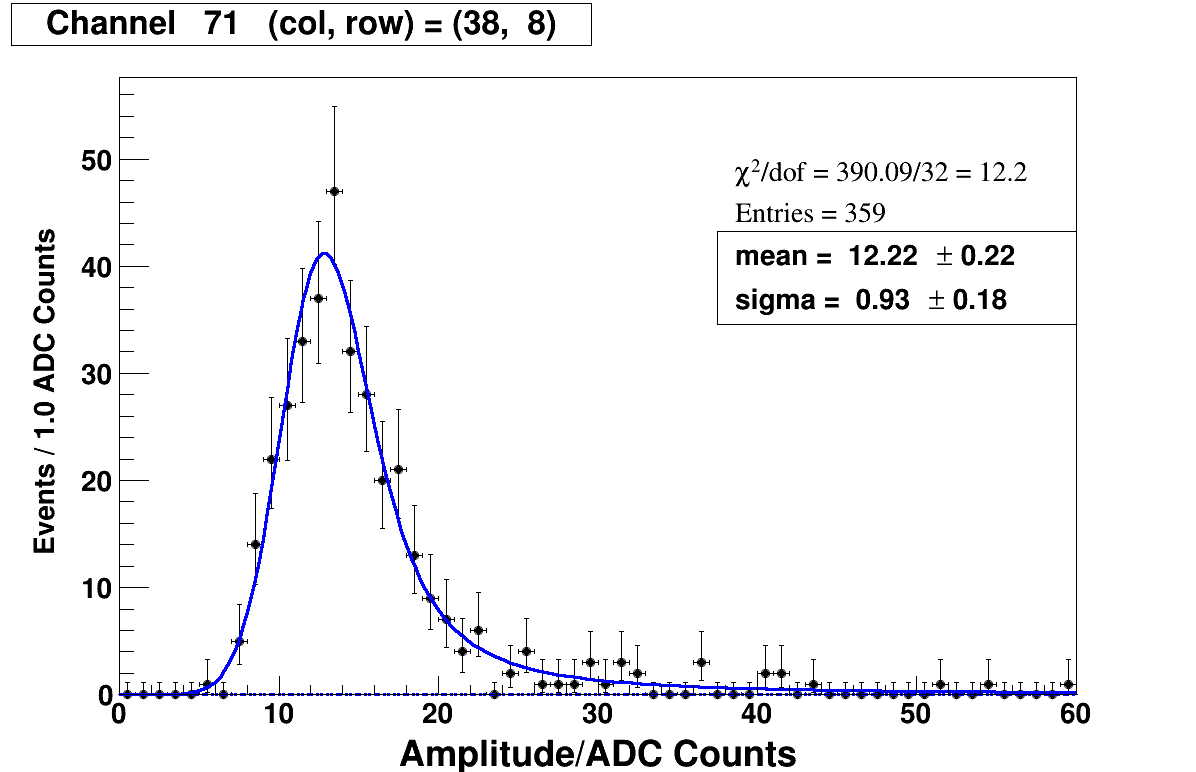 Channel 71 (col, row) = (38, 8)
χ²/dof = 390.09/32 = 12.2
Entries = 359
mean = 12.22 ± 0.22
sigma = 0.93 ± 0.18
Events / 1.0 ADC Counts
50
40
30
20
10
0
0 10 20 30 40 50 60
Amplitude/ADC Counts